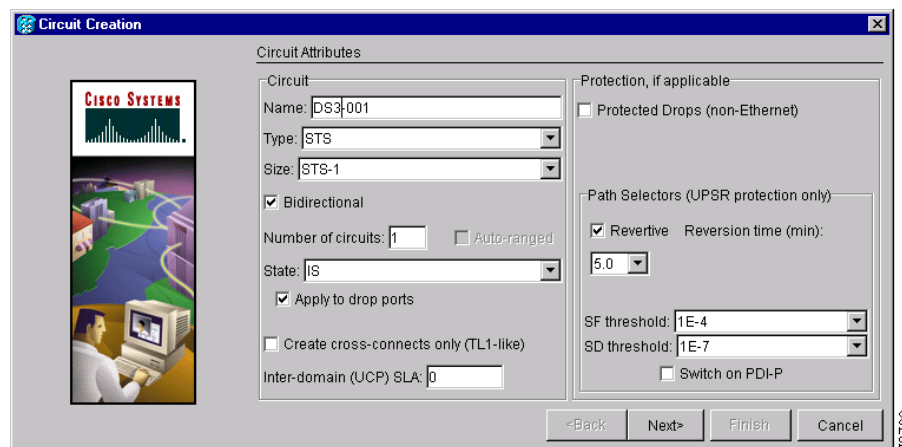 Circuit Creation
Circuit Attributes
CISCO SYSTEMS
Circuit
Name: DS3-001
Type: STS
Size: STS-1
Bidirectional
Number of circuits: 1 Auto-ranged
State: IS
Apply to drop ports
Create cross-connects only (TL1-like)
Inter-domain (UCP) SLA: 0
Protection, if applicable
Protected Drops (non-Ethernet)
Path Selectors (UPSR protection only)
Revertive Reversion time (min):
5.0
SF threshold: 1E-4
SD threshold: 1E-7
Switch on PDI-P
<Back Next> Finish Cancel